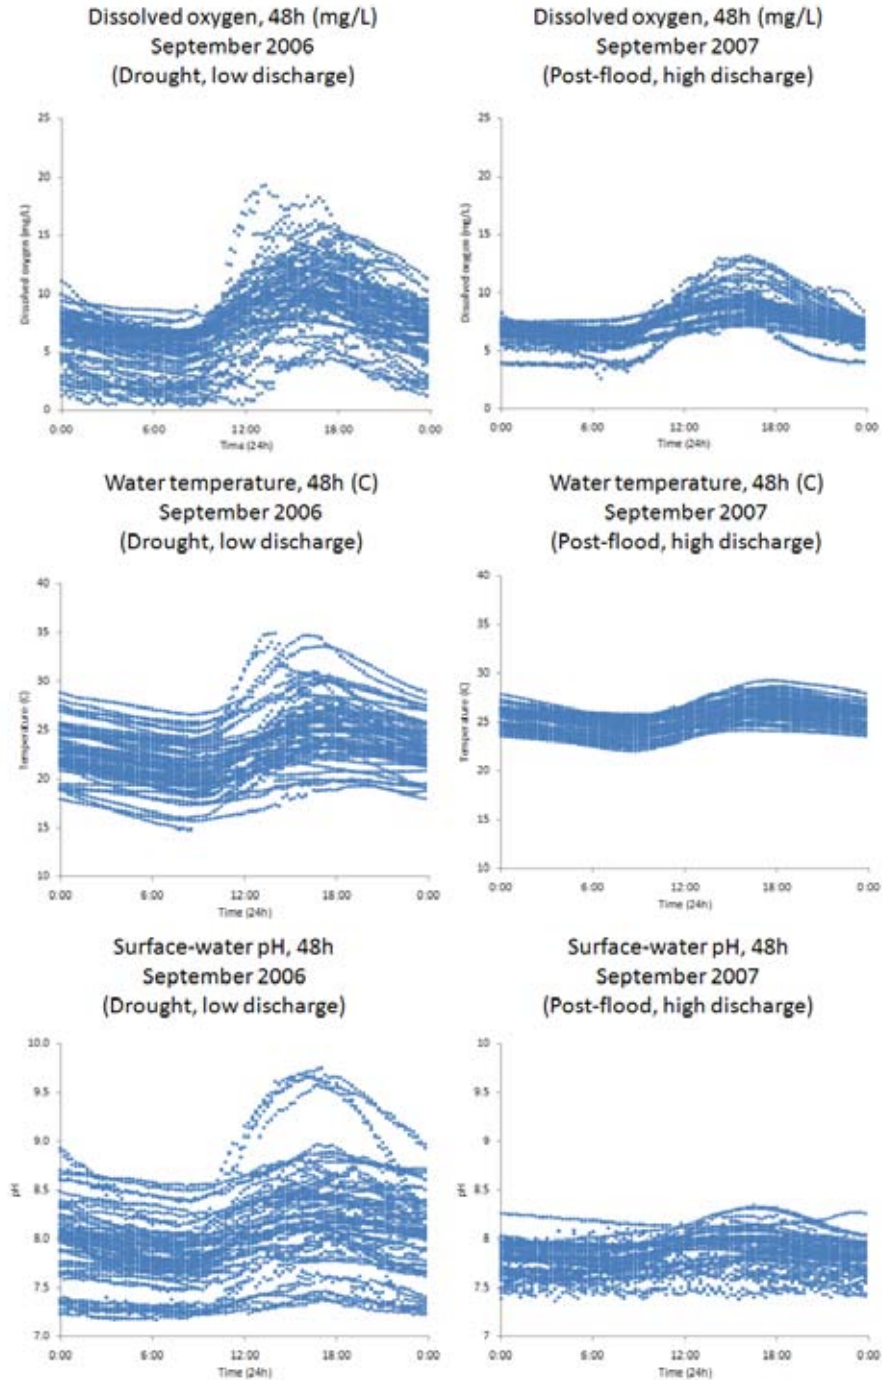 Dissolved oxygen, 48h (mg/L)
September 2006
(Drought, low discharge)
25
20
15
10
5
0
Dissolved oxygen (mg/L)
0:00 6:00 12:00 18:00 0:00
Time (24h)
Dissolved oxygen, 48h (mg/L)
September 2007
(Post-flood, high discharge)
25
20
15
10
5
0
Dissolved oxygen (mg/L)
0:00 6:00 12:00 18:00 0:00
Time (24h)
Water temperature, 48h (C)
September 2006
(Drought, low discharge)
40
35
30
25
20
15
10
Temperature (C)
0:00 6:00 12:00 18:00 0:00
Time (24h)
Water temperature, 48h (C)
September 2007
(Post-flood, high discharge)
40
35
30
25
20
15
10
Temperature (C)
0:00 6:00 12:00 18:00 0:00
Time (24h)
Surface-water pH, 48h
September 2006
(Drought, low discharge)
10.0
9.5
9.0
8.5
8.0
7.5
7.0
pH
0:00 6:00 12:00 18:00 0:00
Time (24h)
Surface-water pH, 48h
September 2007
(Post-flood, high discharge)
10
9.5
9
8.5
8
7.5
7
pH
0:00 6:00 12:00 18:00 0:00
Time (24h)